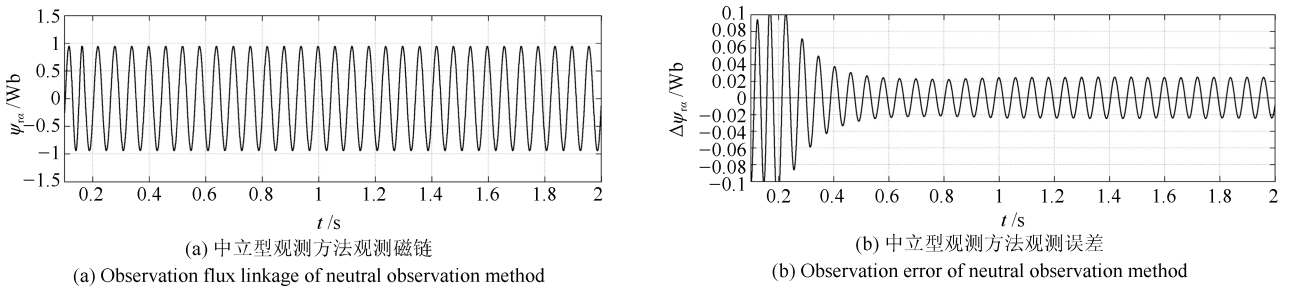 1.5
1
0.5
0
−0.5
−1
−1.5
ψrα /Wb
0.2 0.4 0.6 0.8 1 1.2 1.4 1.6 1.8 2
t /s
(a) 中立型观测方法观测磁链
(a) Observation flux linkage of neutral observation method
0.1
0.08
0.06
0.04
0.02
0
−0.02
−0.04
−0.06
−0.08
−0.1
Δψrα /Wb
0.2 0.4 0.6 0.8 1 1.2 1.4 1.6 1.8 2
t /s
(b) 中立型观测方法观测误差
(b) Observation error of neutral observation method